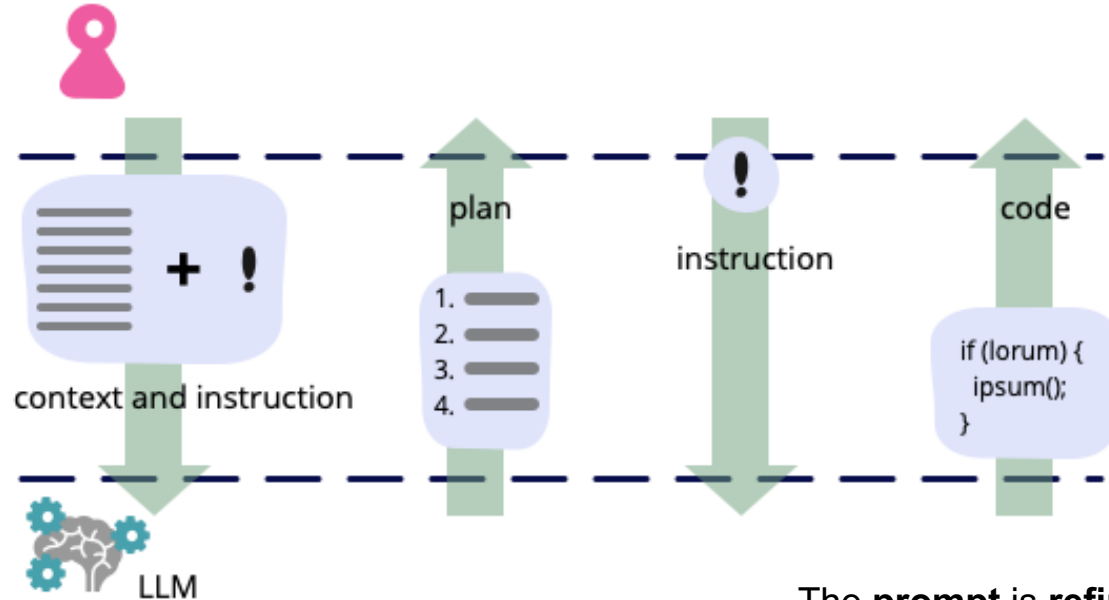 plan
code
!
instruction
+ !
1.
2.
3.
4.
if (lorum) {
ipsum();
}
context and instruction
LLM
The prompt is